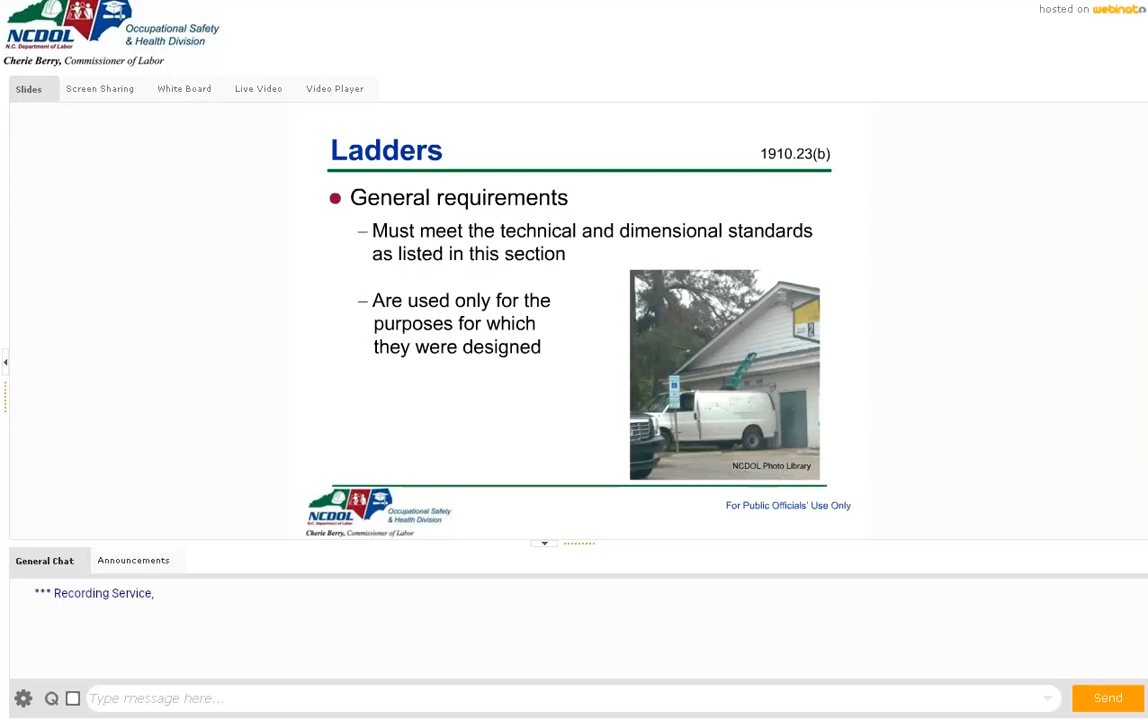 hosted on webinato
NCDOL
N.C. Department of Labor
Occupational Safety
& Health Division
Cherie Berry, Commissioner of Labor
Slides
Screen Sharing
White Board
Live Video
Video Player
Ladders
1910.23(b)
General requirements
– Must meet the technical and dimensional standards
as listed in this section
– Are used only for the
purposes for which
they were designed
NCDOL Photo Library
NCDOL
N.C. Department of Labor
Occupational Safety
& Health Division
Cherie Berry, Commissioner of Labor
For Public Officials' Use Only
General Chat
Announcements
*** Recording Service,
Type message here...
Send